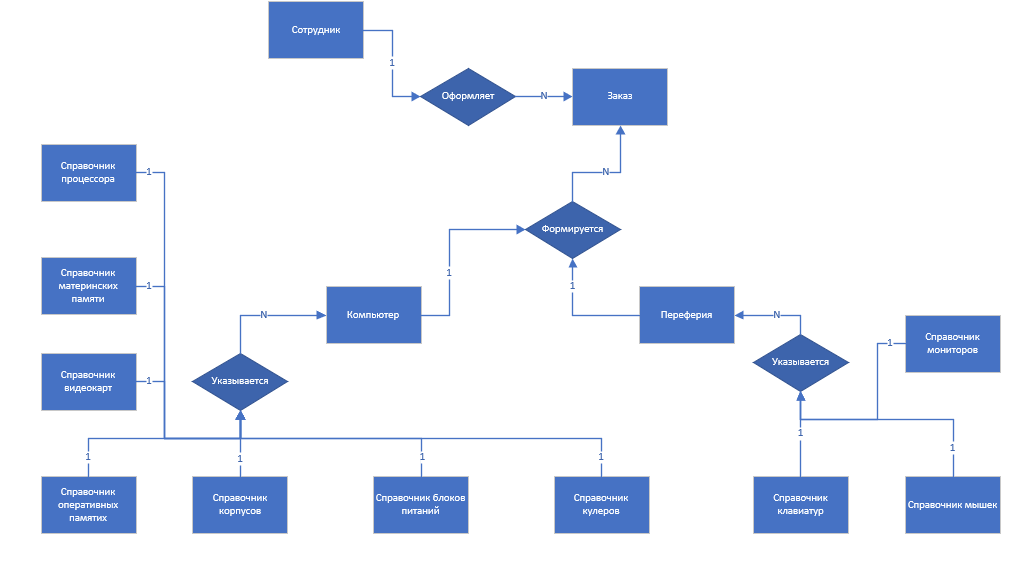 Сотрудник
1
Оформляет
N
Заказ
Справочник
процессора
1
N
Формируется
Справочник
материнских
памяти
1
1
1
N
Компьютер
Переферия
N
Справочник
мониторов
1
Справочник
видеокарт
1
Указывается
Указывается
1
1
1
1
1
1
Справочник
оперативных
памятих
Справочник
корпусов
Справочник блоков
питаний
Справочник
кулеров
Справочник
клавиатур
Справочник мышек